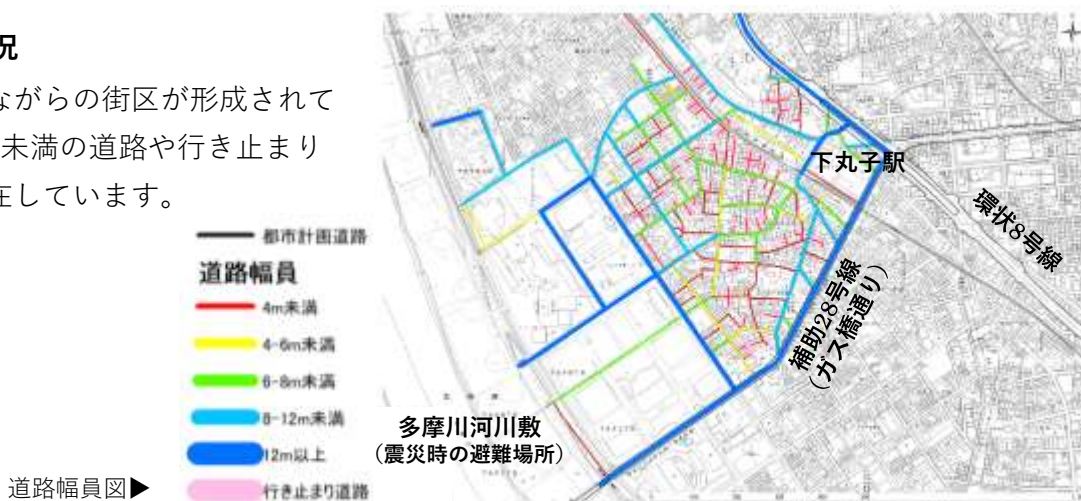 況
ながらの街区が形成されて
未満の道路や行き止まり
在しています。
都市計画道路
道路幅員
4m未満
4-6m未満
6-8m未満
8-12m未満
12m以上
行き止まり道路
道路幅員図▶
下丸子駅
環状8号線
補助28号線
(ガス橋通り)
多摩川河川敷
(震災時の避難場所)